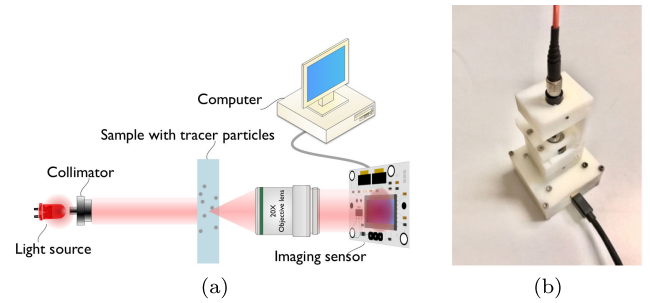 Computer
Sample with tracer particles
Collimator
20X
Objective lens
Light source
Imaging sensor
(a)
(b)